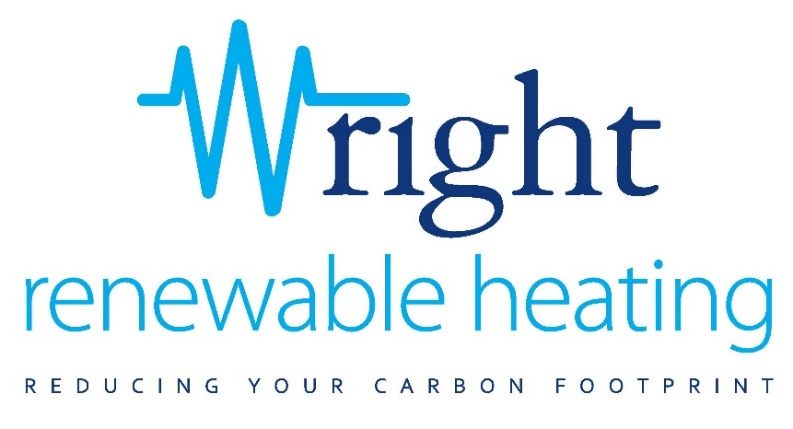 Wright
renewable heating
REDUCING YOUR CARBON FOOTPRINT